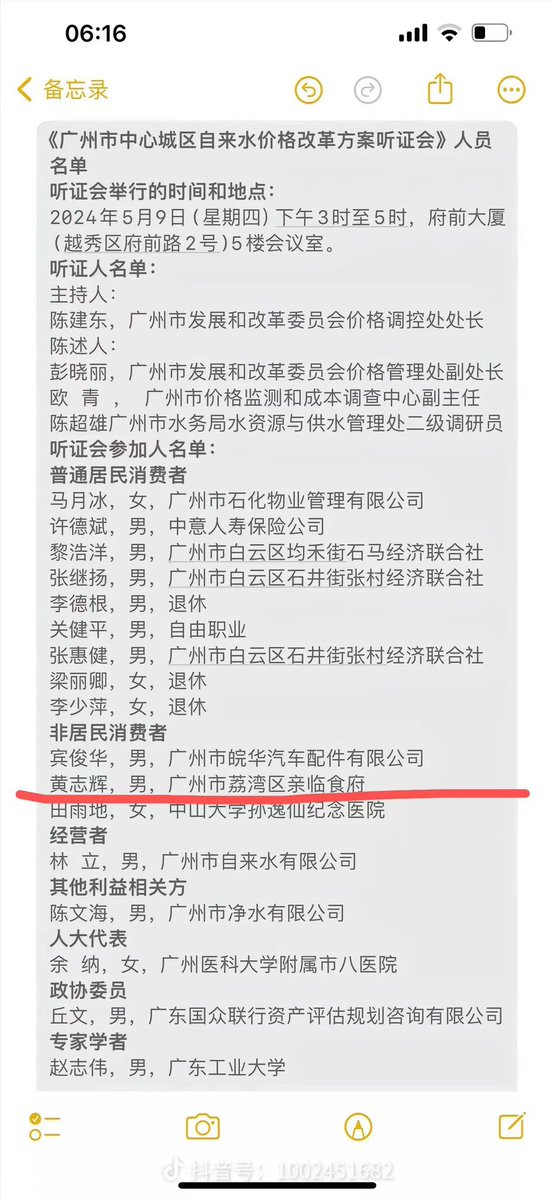 06:16
备忘录
《广州市中心城区自来水价格改革方案听证会》人员
名单
听证会举行的时间和地点：
2024年5月9日(星期四)下午3时至5时，府前大厦
(越秀区府前路2号)5楼会议室。
听证人名单：
主持人：
陈建东，广州市发展和改革委员会价格调控处处长
陈述人：
彭晓丽，广州市发展和改革委员会价格管理处副处长
欧 青 ， 广州市价格监测和成本调查中心副主任
陈超雄广州市水务局水资源与供水管理处二级调研员
听证会参加人名单：
普通居民消费者
马月冰，女，广州市石化物业管理有限公司
许德斌，男，中意人寿保险公司
黎浩洋，男，广州市白云区均禾街石马经济联合社
张继扬，男，广州市白云区石井街张村经济联合社
李德根，男，退休
关健平，男，自由职业
张惠健，男，广州市白云区石井街张村经济联合社
梁丽卿，女，退休
李少萍，女，退休
非居民消费者
宾俊华，男，广州市皖华汽车配件有限公司
黄志辉，男，广州市荔湾区亲临食府
田雨地，女，中山大学孙逸仙纪念医院
经营者
林 立，男，广州市自来水有限公司
其他利益相关方
陈文海，男，广州市净水有限公司
人大代表
余 纳，女，广州医科大学附属市八医院
政协委员
丘文，男，广东国众联行资产评估规划咨询有限公司
专家学者
赵志伟，男，广东工业大学
抖音号：1002451682